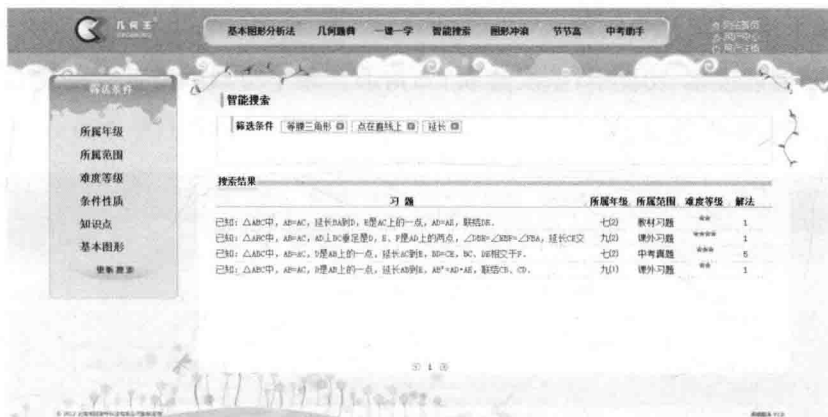 几何王
基本图形分析法 几何题典 一课一学 智能搜索 图形冲浪 节节高 中考助手
筛选条件
所属年级
所属范围
难度等级
条件性质
知识点
基本图形
重新搜索
智能搜索
筛选条件 等腰三角形 点在直线上 延长
搜索结果
习 题 所属年级 所属范围 难度等级 解法
已知：△ABC中，AB=AC，延长BA到D，E是AC上的一点，AD=AE，联结DE. 七(2) 教材习题 ** 1
已知：△ABC中，AB=AC，AD⊥BC垂足是D，E、F是AD上的两点，∠DBE=∠EBF=∠FBA，延长CE交 九(2) 课外习题 **** 1
已知：△ABC中，AB=AC，D是AB上的一点，延长AC到E，BD=CE，BC、DE相交于F. 七(2) 中考真题 *** 5
已知：△ABC中，AB=AC，D是AB上的一点，延长AB到E，AB²=AD·AE，联结CB、CD. 九(1) 课外习题 ** 1
1